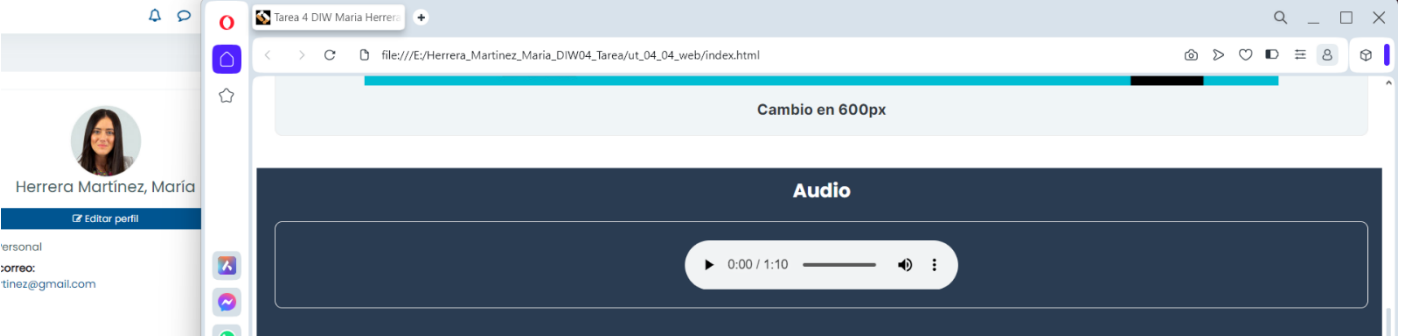 Tarea 4 DIW Maria Herrera
file:///E:/Herrera_Martinez_Maria_DIW04_Tarea/ut_04_04_web/index.html
Cambio en 600px
Herrera Martínez, María
Editar perfil
ersonal
correo:
tinez@gmail.com
Audio
0:00 / 1:10